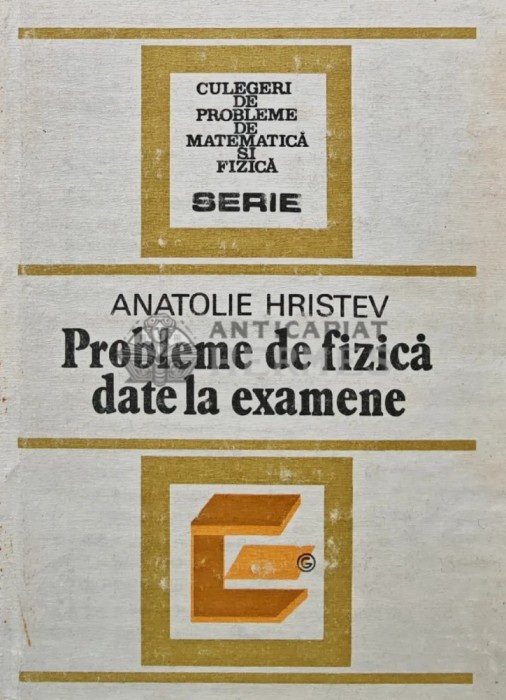 CULEGERI
DE
PROBLEME
DE
MATEMATICĂ
ȘI
FIZICĂ
SERIE
ANATOLIE HRISTEV
ANTICARIAT
Probleme de fizică
date la examene
G